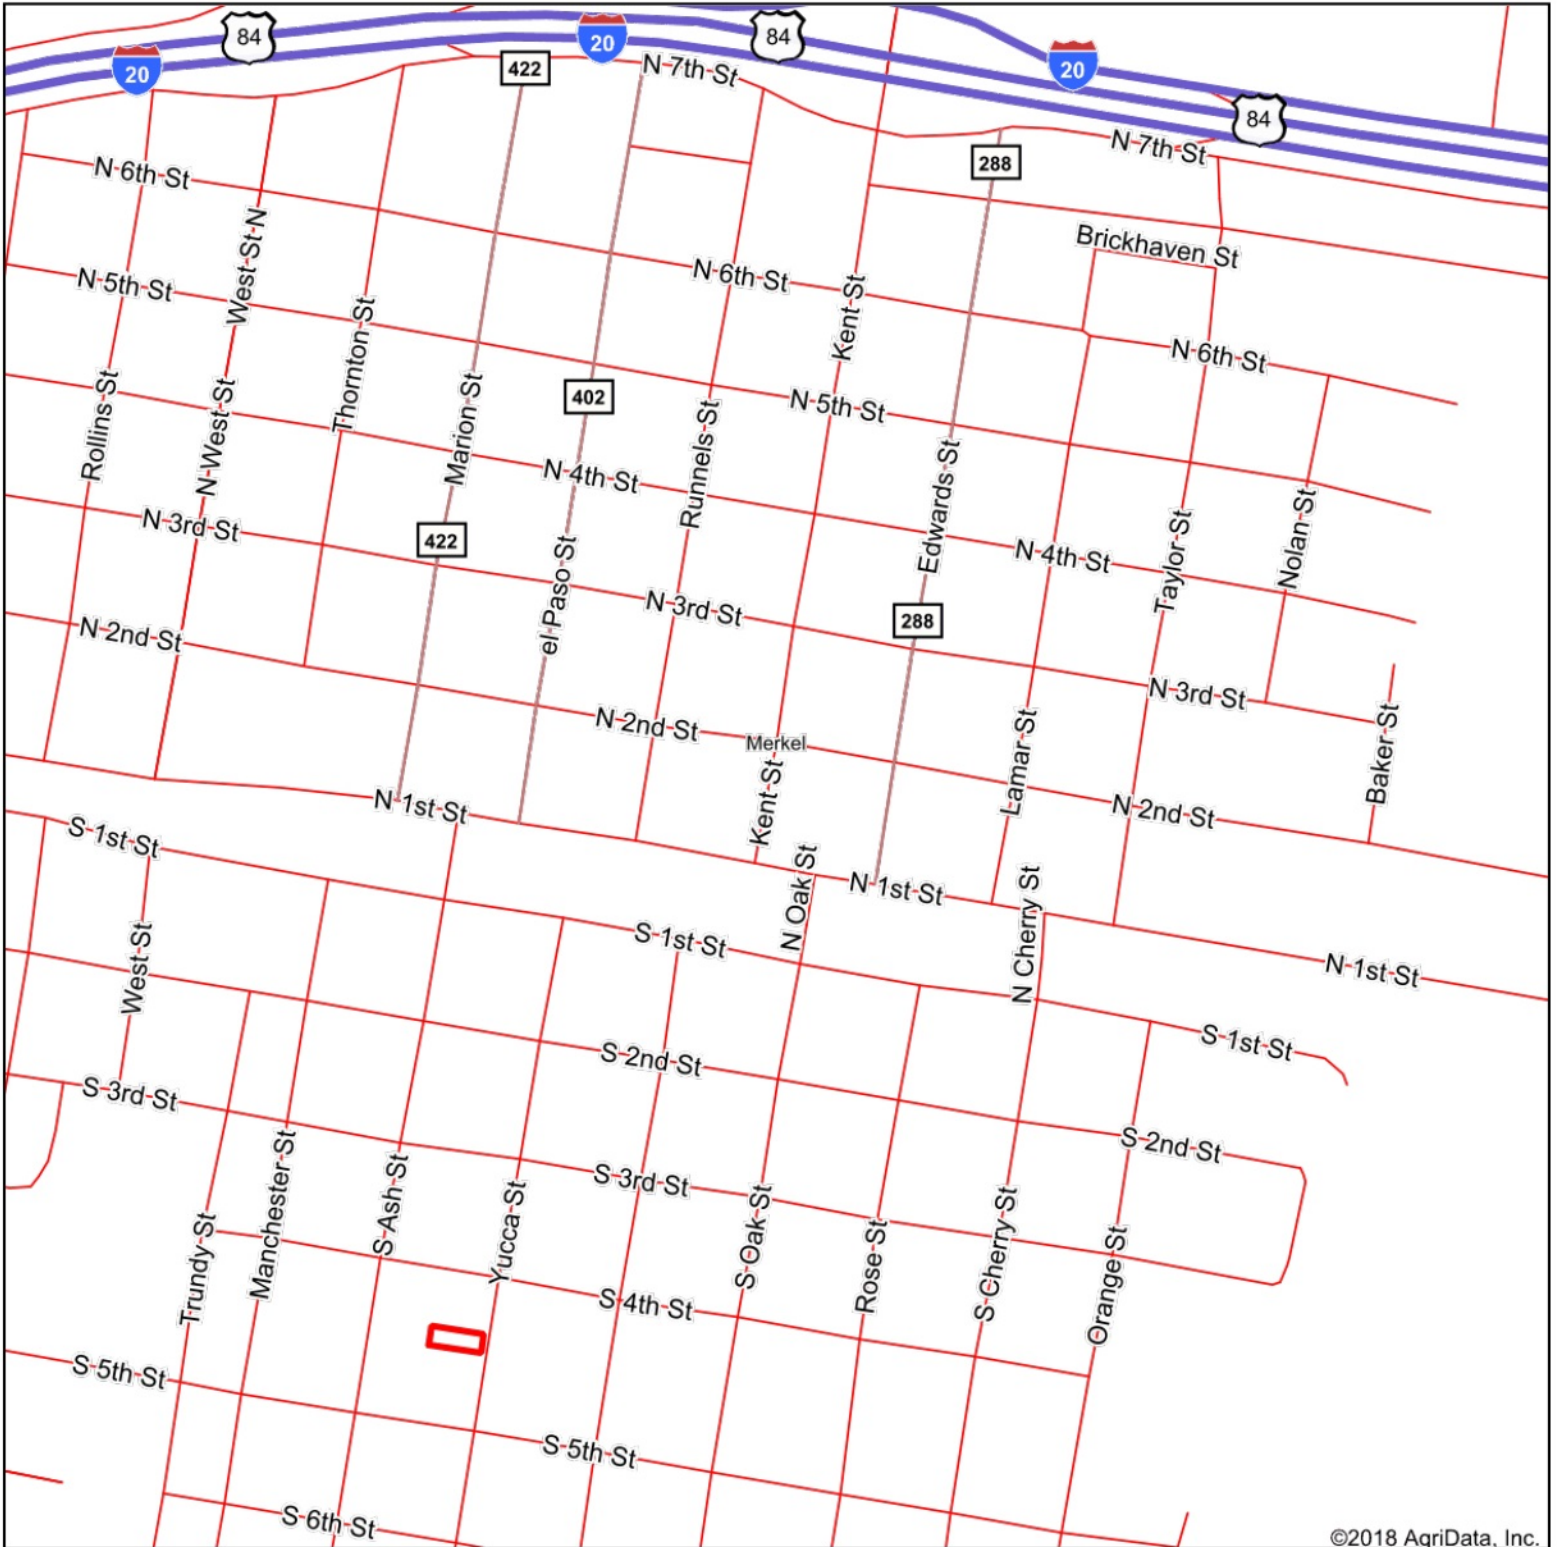 84
20
84
20
20
422
N 7th St
84
N 7th St
288
N 6th St
West St N
Brickhaven St
N 5th St
N 6th St
Kent St
Thornton St
N 6th St
Rollins St
N West St
Marion St
402
Runnels St
N 5th St
N 4th St
Edwards St
N 3rd St
422
el Paso St
N 4th St
Taylor St
Nolan St
N 3rd St
288
N 2nd St
N 3rd St
N 2nd St
Merkel
Lamar St
Baker St
Kent St
N 1st St
N 2nd St
S 1st St
N Oak St
N 1st St
N Cherry St
S 1st St
West St
N 1st St
S 2nd St
S 1st St
S 3rd St
S 2nd St
Manchester St
S Ash St
S 3rd St
Yucca St
S Oak St
Trundy St
Rose St
S Cherry St
Orange St
S 4th St
S 5th St
S 5th St
S 6th St
©2018 AgriData, Inc.